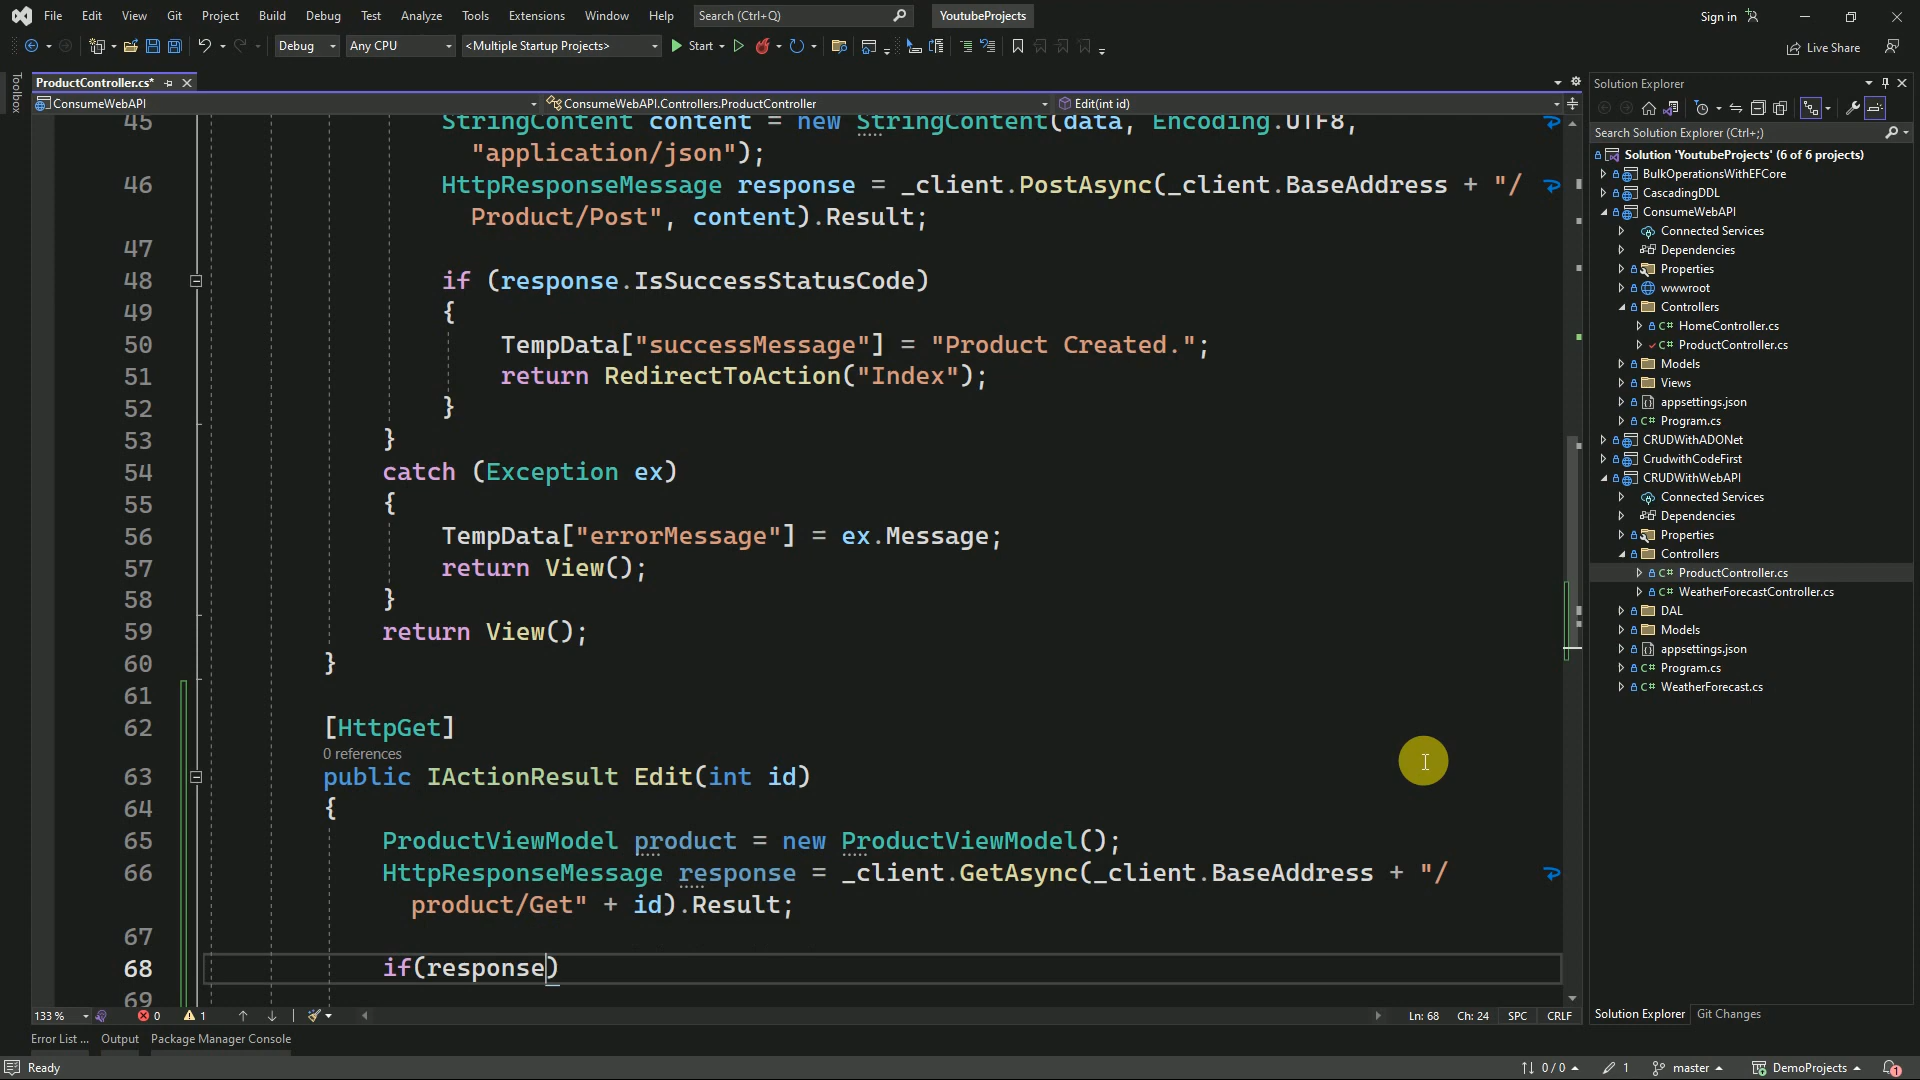 File Edit View Git Project Build Debug Test Analyze Tools Extensions Window Help Search (Ctrl+Q) YoutubeProjects Sign in
Debug Any CPU <Multiple Startup Projects> Start Live Share
Toolbox
ProductController.cs*
ConsumeWebAPI ConsumeWebAPI.Controllers.ProductController Edit(int id)
45 StringContent content = new StringContent(data, Encoding.UTF8,
"application/json");
46 HttpResponseMessage response = _client.PostAsync(_client.BaseAddress + "/
Product/Post", content).Result;
47
48 if (response.IsSuccessStatusCode)
49 {
50 TempData["successMessage"] = "Product Created.";
51 return RedirectToAction("Index");
52 }
53 }
54 catch (Exception ex)
55 {
56 TempData["errorMessage"] = ex.Message;
57 return View();
58 }
59 return View();
60 }
61
62 [HttpGet]
0 references
63 public IActionResult Edit(int id)
64 {
65 ProductViewModel product = new ProductViewModel();
66 HttpResponseMessage response = _client.GetAsync(_client.BaseAddress + "/
product/Get" + id).Result;
67
68 if(response)
69
133 % 0 1 Ln: 68 Ch: 24 SPC CRLF
Error List ... Output Package Manager Console
Solution Explorer
Search Solution Explorer (Ctrl+;)
Solution 'YoutubeProjects' (6 of 6 projects)
BulkOperationsWithEFCore
CascadingDDL
ConsumeWebAPI
Connected Services
Dependencies
Properties
wwwroot
Controllers
C# HomeController.cs
C# ProductController.cs
Models
Views
appsettings.json
C# Program.cs
CRUDWithADONet
CrudwithCodeFirst
CRUDWithWebAPI
Connected Services
Dependencies
Properties
Controllers
C# ProductController.cs
C# WeatherForecastController.cs
DAL
Models
appsettings.json
C# Program.cs
C# WeatherForecast.cs
Solution Explorer Git Changes
Ready 0 / 0 1 master DemoProjects 1